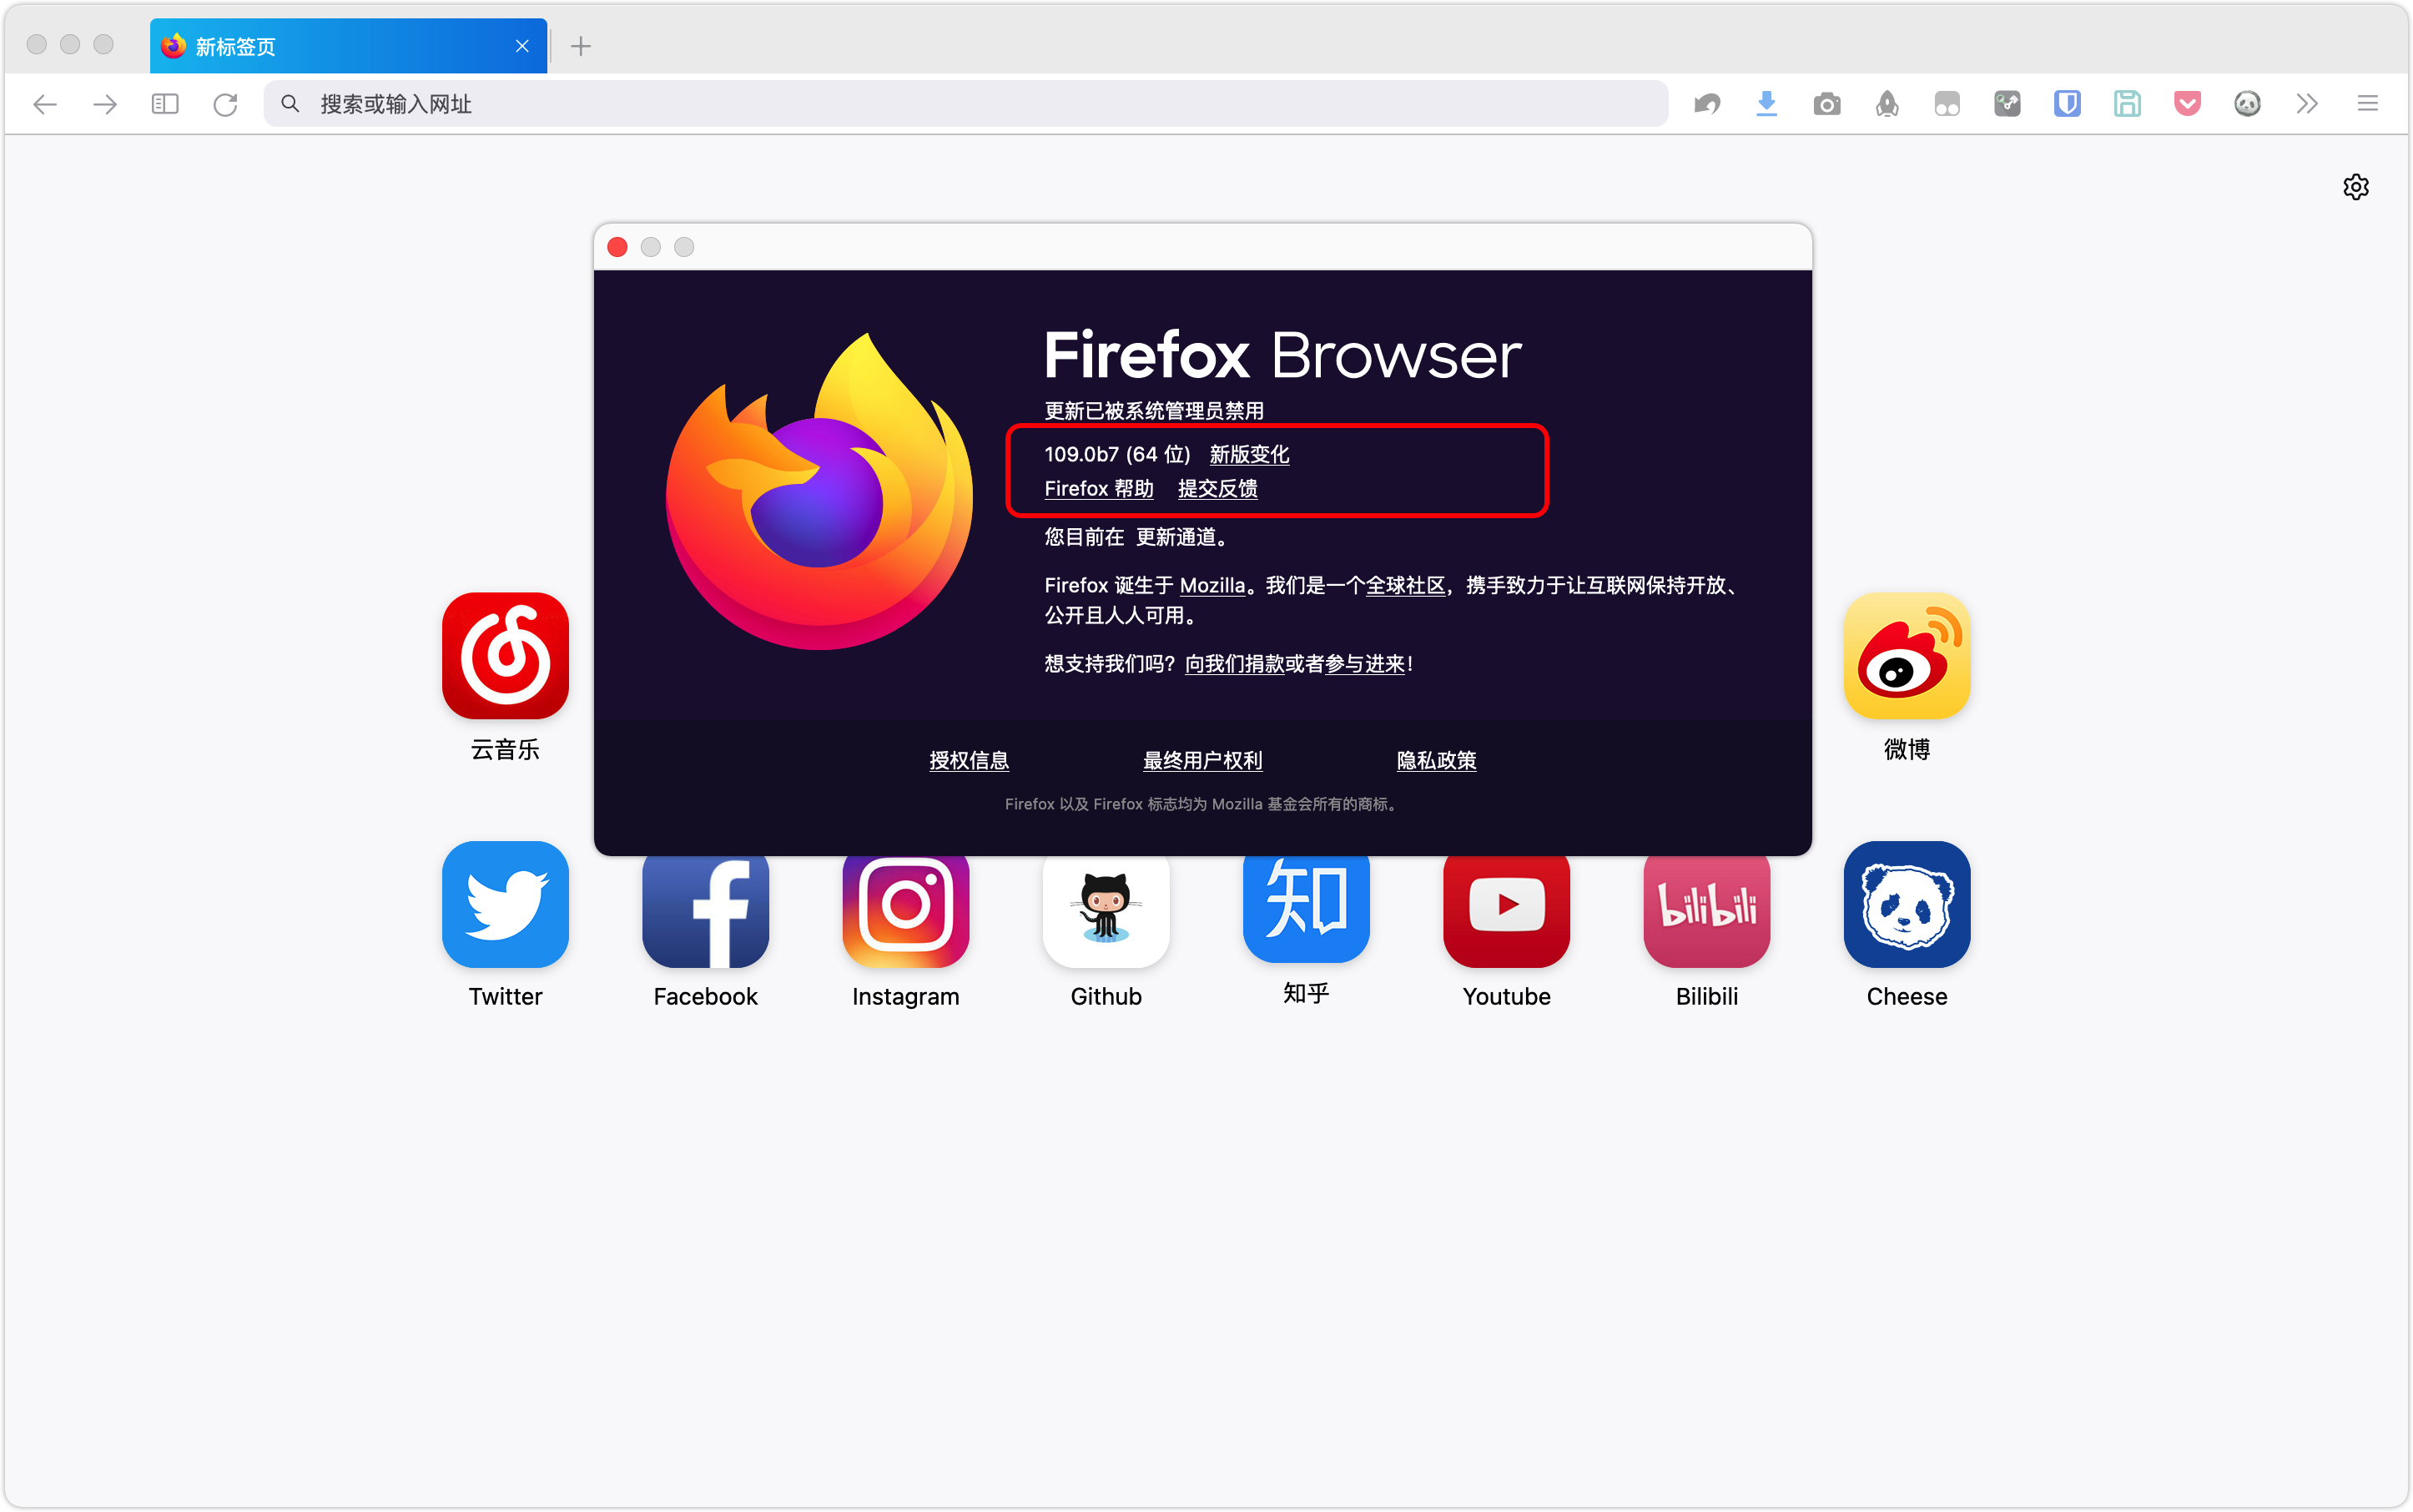 新标签页
搜索或输入网址
Firefox Browser
更新已被系统管理员禁用
109.0b7 (64 位) 新版变化
Firefox 帮助 提交反馈
您目前在 更新通道。
Firefox 诞生于 Mozilla。我们是一个全球社区，携手致力于让互联网保持开放、
公开且人人可用。
想支持我们吗？向我们捐款或者参与进来！
授权信息 最终用户权利 隐私政策
Firefox 以及 Firefox 标志均为 Mozilla 基金会所有的商标。
云音乐 微博
知 bilibili
Twitter Facebook Instagram Github 知乎 Youtube Bilibili Cheese